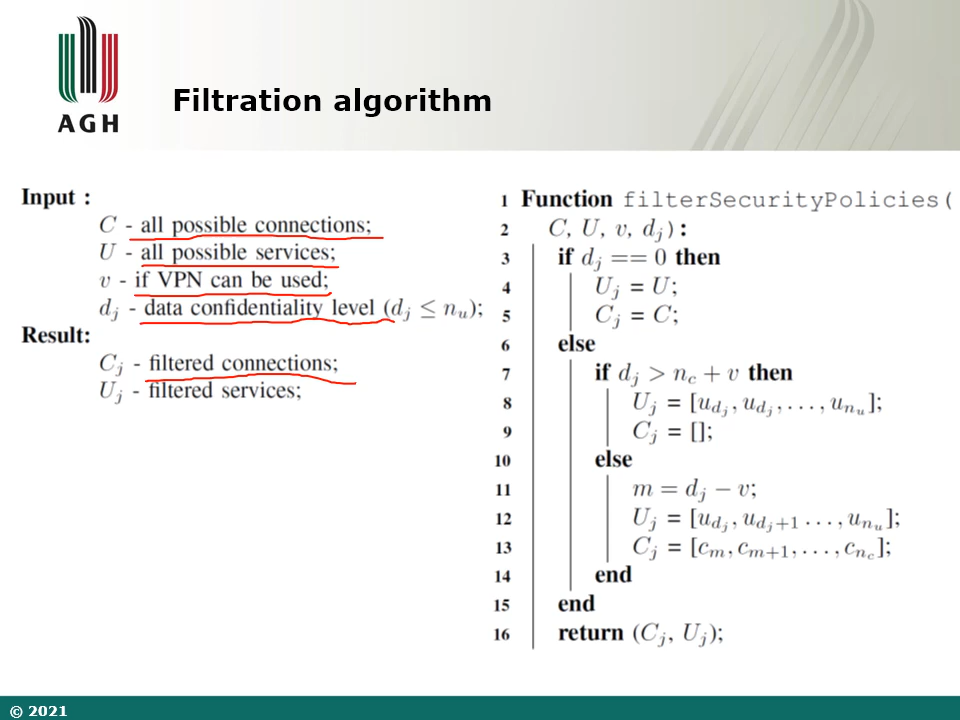 AGH
Filtration algorithm
Input :
C - all possible connections;
U - all possible services;
v - if VPN can be used;
d_j - data confidentiality level (d_j ≤ n_u);
Result:
C_j - filtered connections;
U_j - filtered services;
1 Function filterSecurityPolicies(
2 C, U, v, d_j):
3 if d_j == 0 then
4 U_j = U;
5 C_j = C;
6 else
7 if d_j > n_c + v then
8 U_j = [u_{d_j}, u_{d_j}, . . . , u_{n_u}];
9 C_j = [];
10 else
11 m = d_j − v;
12 U_j = [u_{d_j}, u_{d_j+1} . . . , u_{n_u}];
13 C_j = [c_m, c_{m+1}, . . . , c_{n_c}];
14 end
15 end
16 return (C_j, U_j);
© 2021